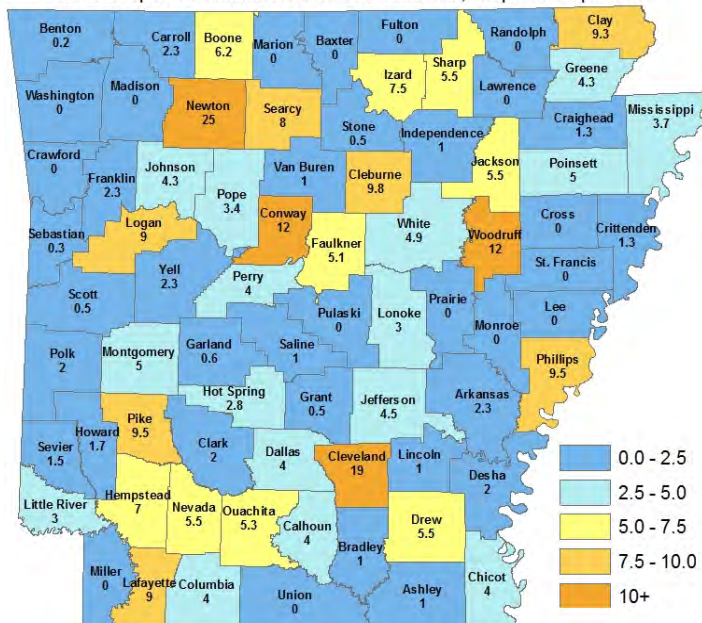 Benton
0.2
Carroll
2.3
Boone
6.2
Marion
0
Baxter
0
Fulton
0
Randolph
0
Clay
9.3
Washington
0
Madison
0
Newton
25
Searcy
8
Izard
7.5
Sharp
5.5
Lawrence
0
Greene
4.3
Stone
0.5
Independence
1
Craighead
1.3
Mississippi
3.7
Crawford
0
Franklin
2.3
Johnson
4.3
Pope
3.4
Van Buren
1
Cleburne
9.8
Jackson
5.5
Poinsett
5
Sebastian
0.3
Logan
9
Conway
12
Faulkner
5.1
White
4.9
Woodruff
12
Cross
0
Crittenden
1.3
St. Francis
0
Scott
0.5
Yell
2.3
Perry
4
Pulaski
0
Lonoke
3
Prairie
0
Monroe
0
Lee
0
Phillips
9.5
Polk
2
Montgomery
5
Garland
0.6
Saline
1
Hot Spring
2.8
Grant
0.5
Jefferson
4.5
Arkansas
2.3
Sevier
1.5
Howard
1.7
Pike
9.5
Clark
2
Dallas
4
Cleveland
19
Lincoln
1
Desha
2
Little River
3
Hempstead
7
Nevada
5.5
Ouachita
5.3
Calhoun
4
Bradley
1
Drew
5.5
Miller
0
Lafayette
9
Columbia
4
Union
0
Ashley
1
Chicot
4
0.0 - 2.5
2.5 - 5.0
5.0 - 7.5
7.5 - 10.0
10+